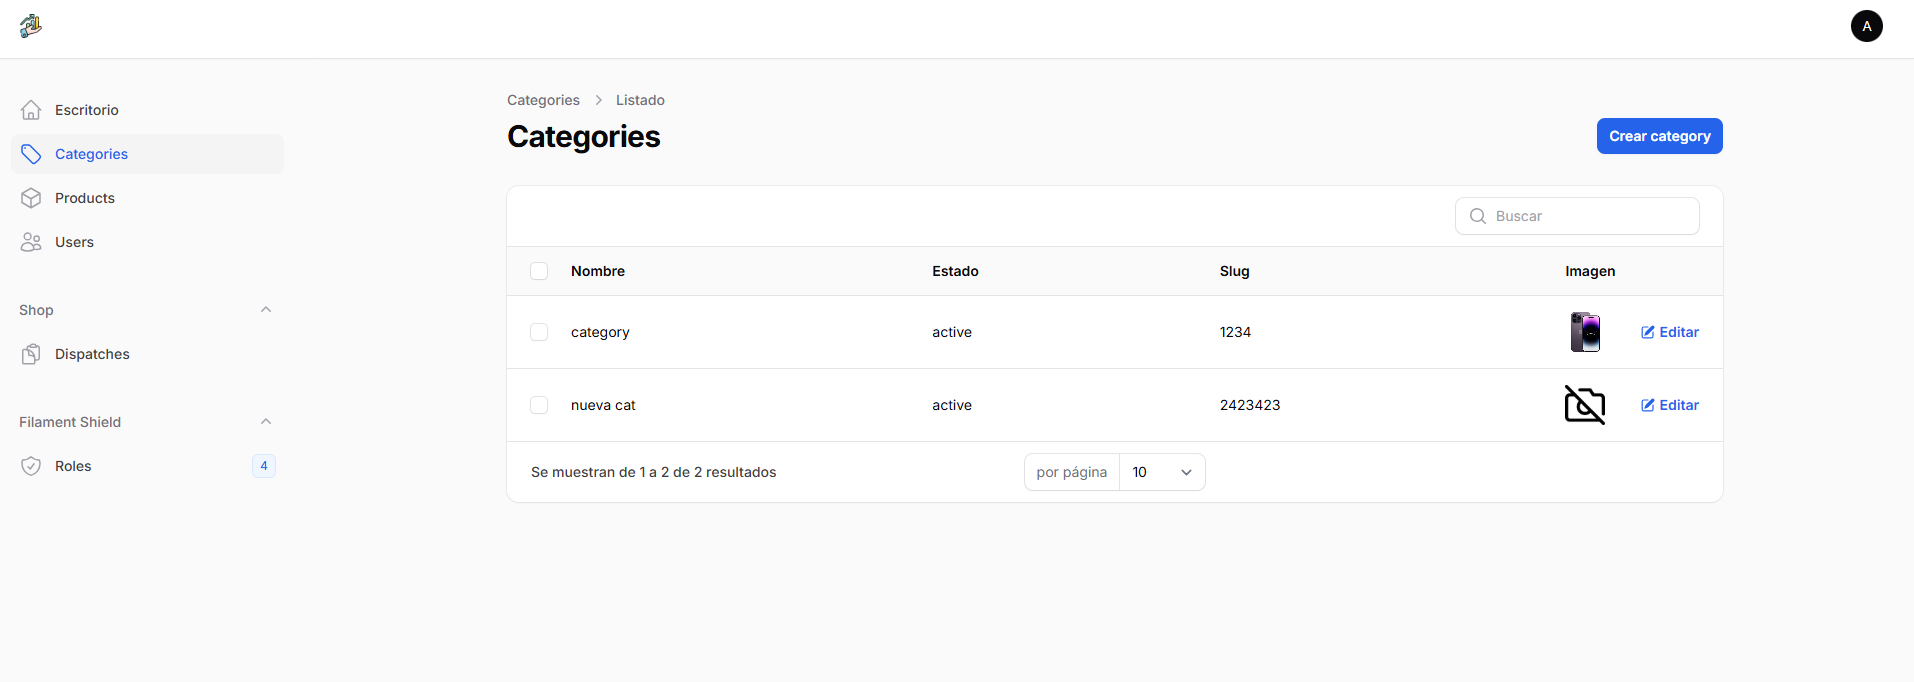 A
Escritorio
Categories
Products
Users
Shop
Dispatches
Filament Shield
Roles 4
Categories > Listado
Categories
Crear category
Buscar
Nombre Estado Slug Imagen
category active 1234 Editar
nueva cat active 2423423 Editar
Se muestran de 1 a 2 de 2 resultados
por página 10